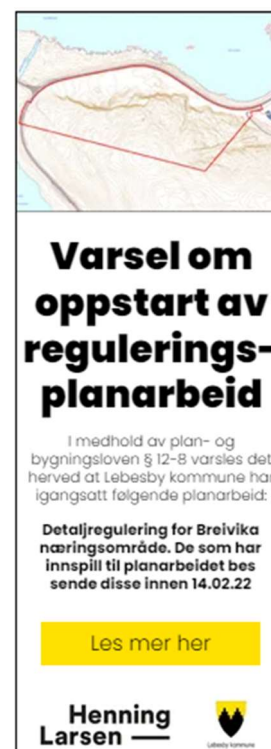 Varsel om
oppstart av
regulerings-
planarbeid
I medhold av plan- og
bygningsloven § 12-8 varsles det
herved at Lebesby kommune har
igangsatt følgende planarbeid:
Detaljregulering for Breivika
næringsområde. De som har
innspill til planarbeidet bes
sende disse innen 14.02.22
Les mer her
Henning
Larsen
Lebesby kommune